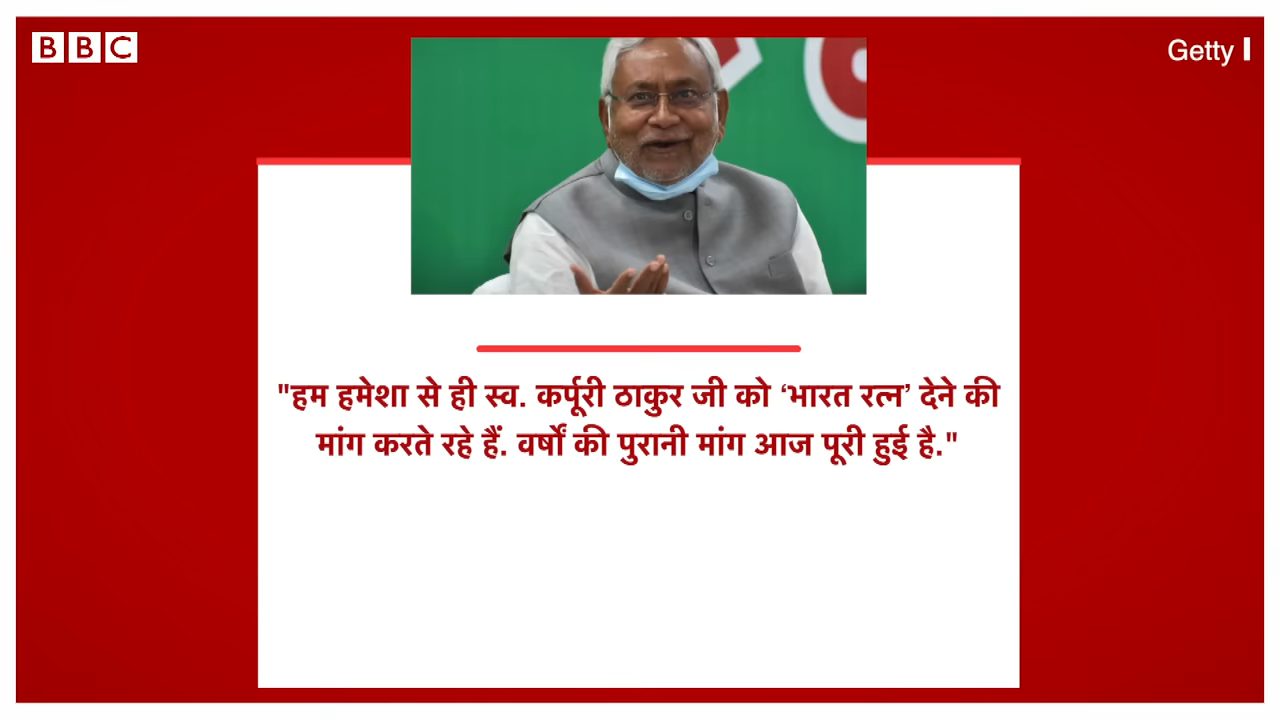 BBC
Getty
"हम हमेशा से ही स्व. कर्पूरी ठाकुर जी को ‘भारत रत्न’ देने की
मांग करते रहे हैं. वर्षों की पुरानी मांग आज पूरी हुई है."